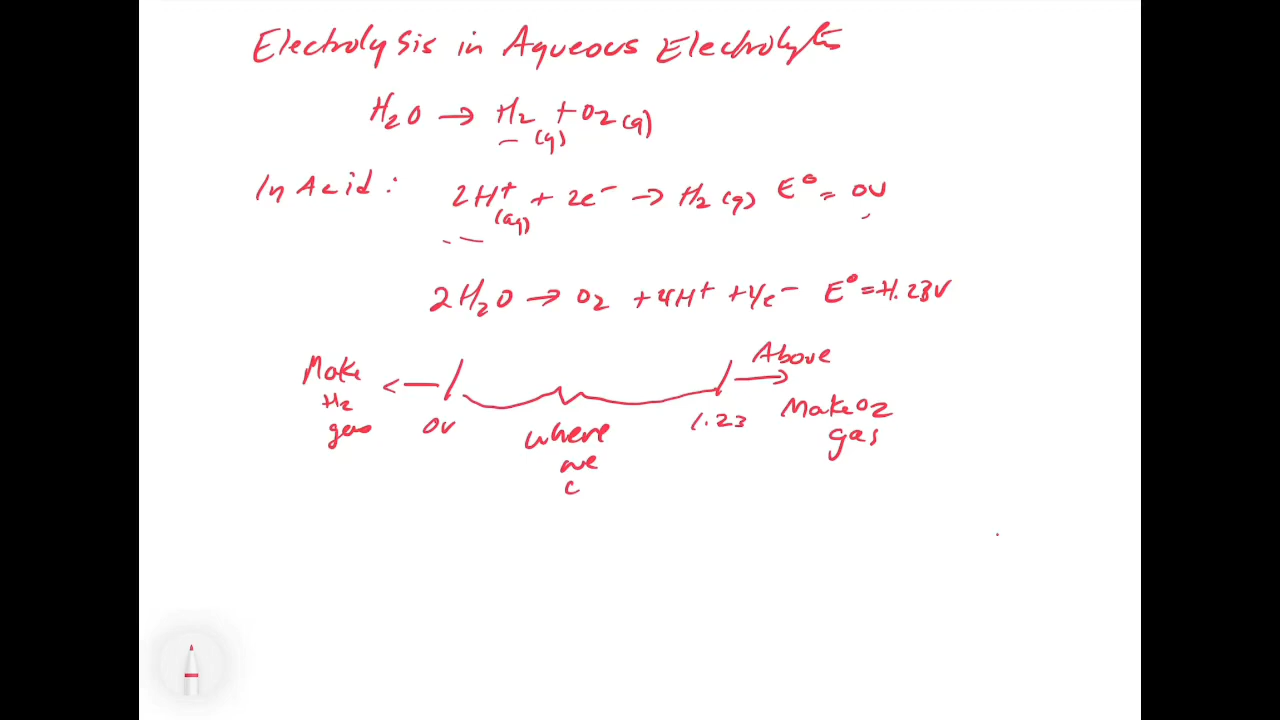 Electrolysis in Aqueous Electrolytes
H2O → H2 (g) + O2 (g)
In Acid: 2H+ (aq) + 2e- → H2 (g) E° = 0V
2H2O → O2 + 4H+ + 4e- E° = +1.23V
Make H2 gas ← 0V
where we c
1.23 → Above Make O2 gas